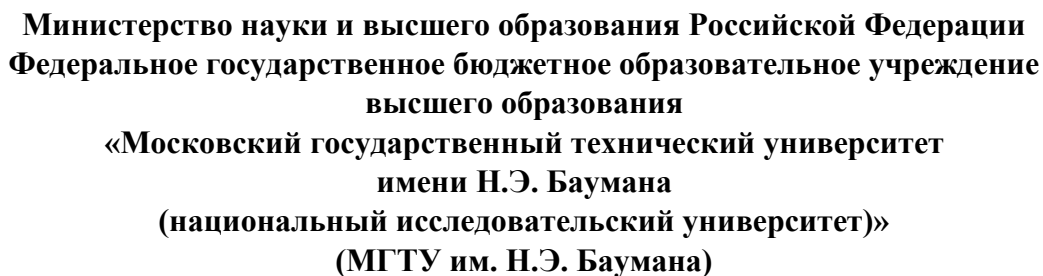 Министерство науки и высшего образования Российской Федерации
Федеральное государственное бюджетное образовательное учреждение
высшего образования
«Московский государственный технический университет
имени Н.Э. Баумана
(национальный исследовательский университет)»
(МГТУ им. Н.Э. Баумана)